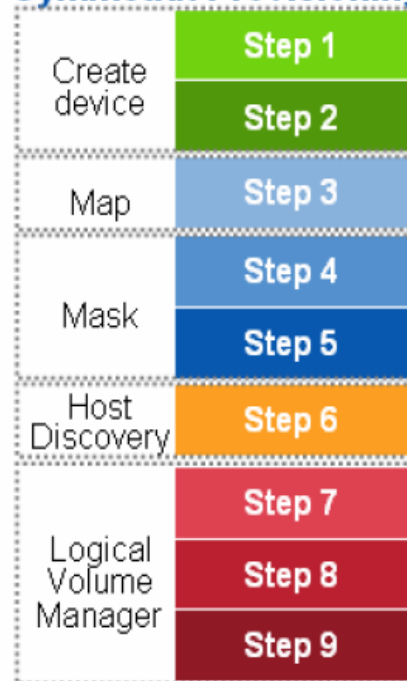 Create
device
Step 1
Step 2
Map
Step 3
Mask
Step 4
Step 5
Host
Discovery
Step 6
Logical
Volume
Manager
Step 7
Step 8
Step 9